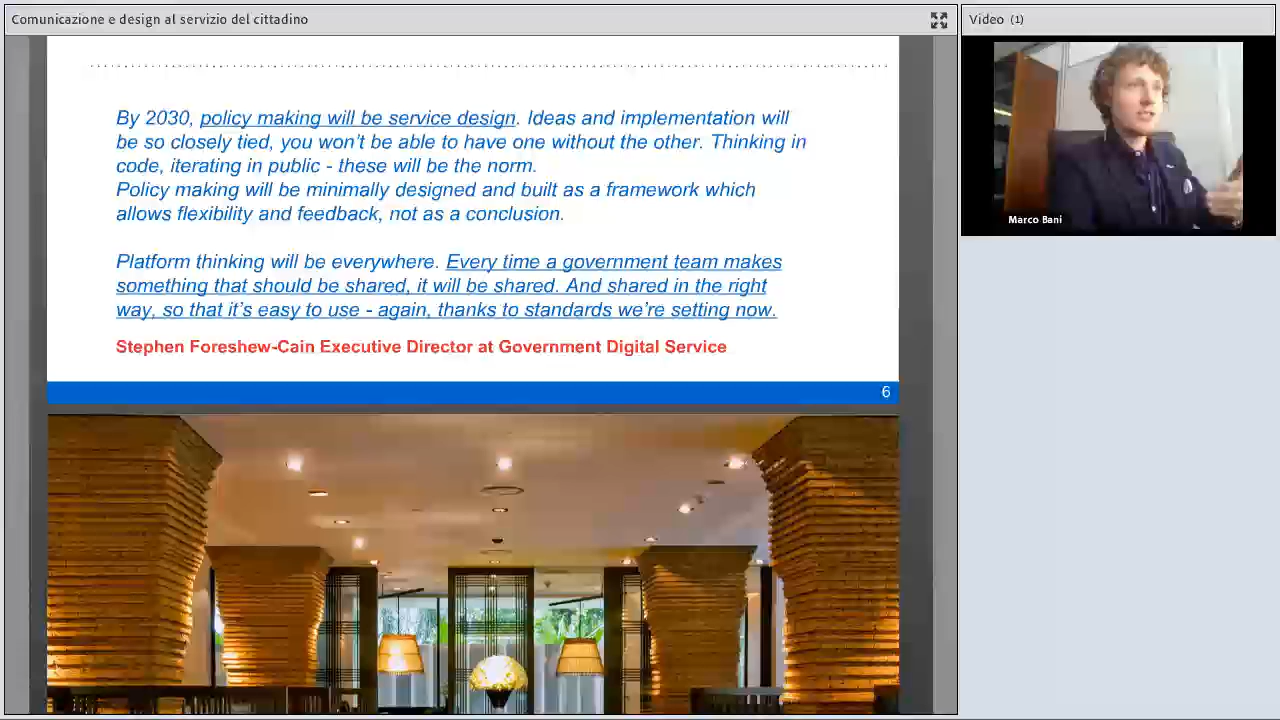 Comunicazione e design al servizio del cittadino
Video (1)
By 2030, policy making will be service design. Ideas and implementation will
be so closely tied, you won't be able to have one without the other. Thinking in
code, iterating in public - these will be the norm.
Policy making will be minimally designed and built as a framework which
allows flexibility and feedback, not as a conclusion.
Platform thinking will be everywhere. Every time a government team makes
something that should be shared, it will be shared. And shared in the right
way, so that it's easy to use - again, thanks to standards we're setting now.
Stephen Foreshew-Cain Executive Director at Government Digital Service
6
Marco Bani